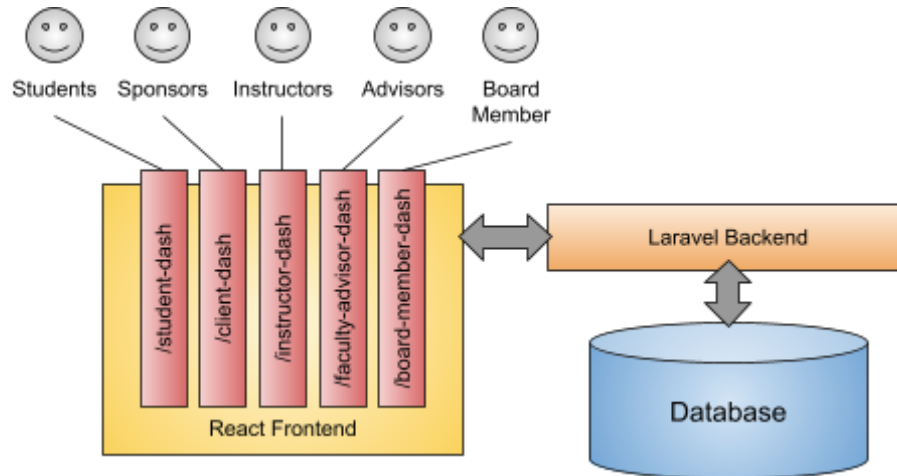 Students
Sponsors
Instructors
Advisors
Board
Member
/student-dash
/client-dash
/instructor-dash
/faculty-advisor-dash
/board-member-dash
React Frontend
Laravel Backend
Database